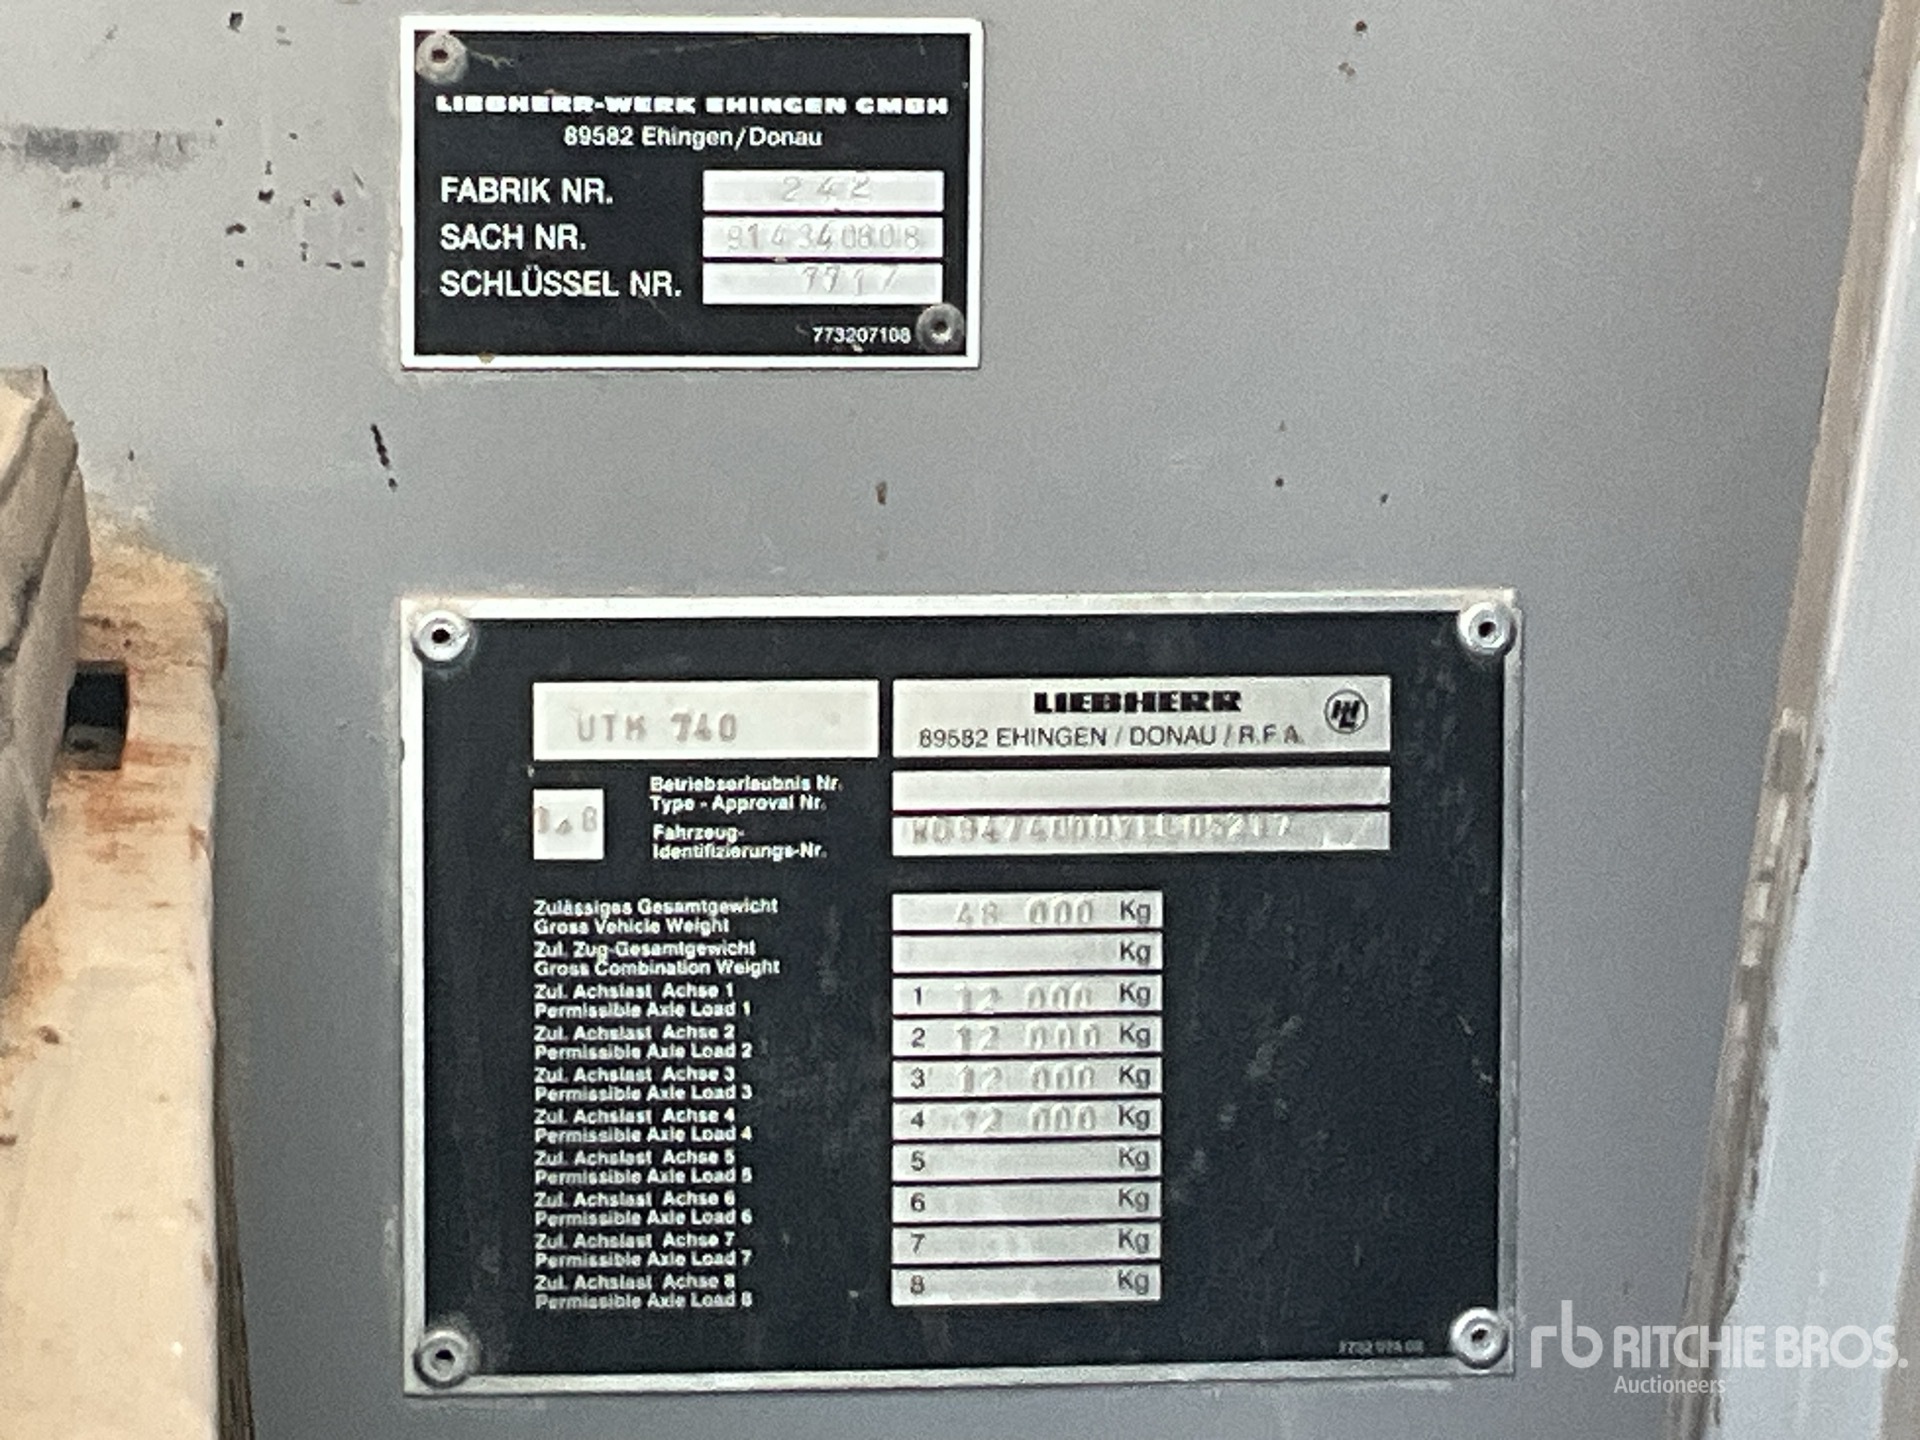 LIEBHERR-WERK EHINGEN GMBH
89582 Ehingen/Donau
FABRIK NR. 242
SACH NR. 914340808
SCHLÜSSEL NR. 7717
773207108
UTM 740
LIEBHERR
89582 EHINGEN / DONAU / R.F.A.
Betriebserlaubnis Nr.
Type - Approval Nr.
Fahrzeug-
Identifizierungs-Nr.
Zulässiges Gesamtgewicht
Gross Vehicle Weight
48 000 Kg
Zul. Zug-Gesamtgewicht
Gross Combination Weight
Kg
Zul. Achslast Achse 1
Permissible Axle Load 1
1 12 000 Kg
Zul. Achslast Achse 2
Permissible Axle Load 2
2 12 000 Kg
Zul. Achslast Achse 3
Permissible Axle Load 3
3 12 000 Kg
Zul. Achslast Achse 4
Permissible Axle Load 4
4 12 000 Kg
Zul. Achslast Achse 5
Permissible Axle Load 5
5 Kg
Zul. Achslast Achse 6
Permissible Axle Load 6
6 Kg
Zul. Achslast Achse 7
Permissible Axle Load 7
7 Kg
Zul. Achslast Achse 8
Permissible Axle Load 8
8 Kg
rb RITCHIE BROS.
Auctioneers